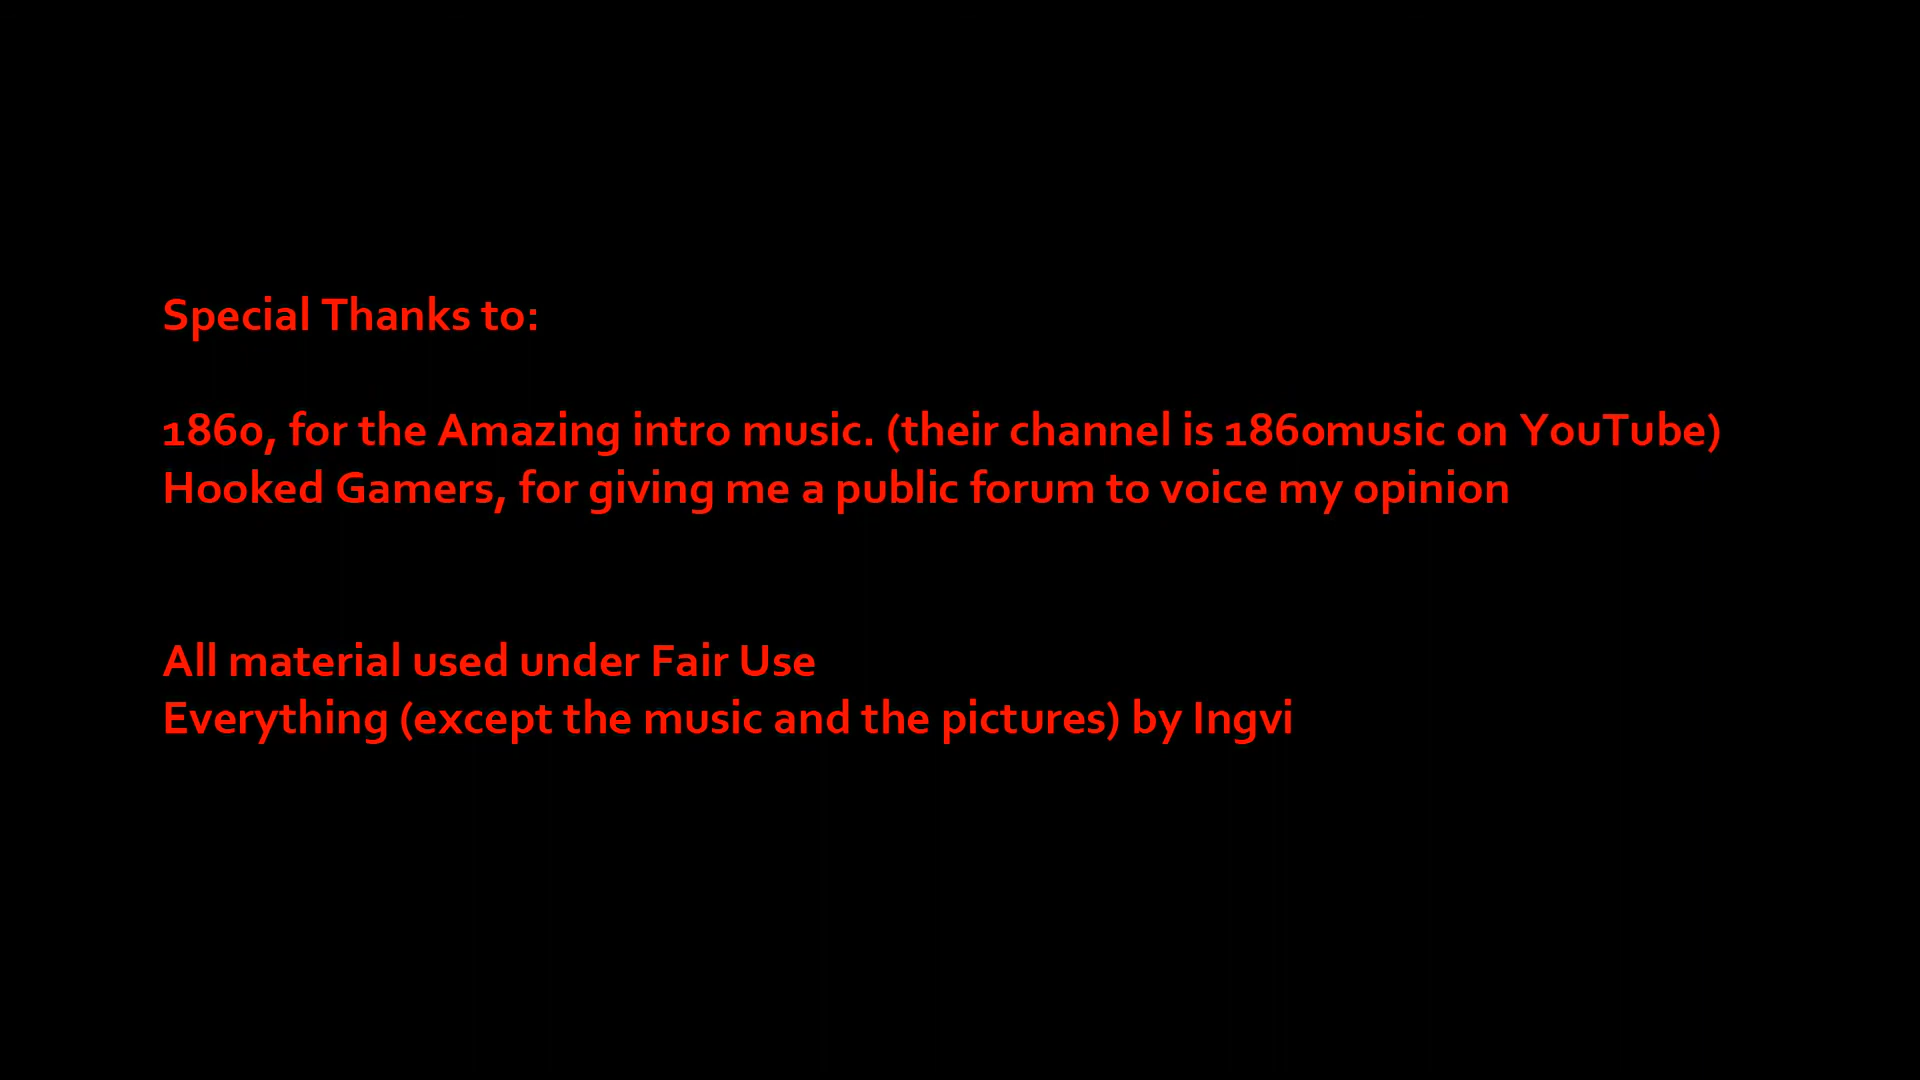 Special Thanks to:
1860, for the Amazing intro music. (their channel is 1860music on YouTube)
Hooked Gamers, for giving me a public forum to voice my opinion
All material used under Fair Use
Everything (except the music and the pictures) by Ingvi